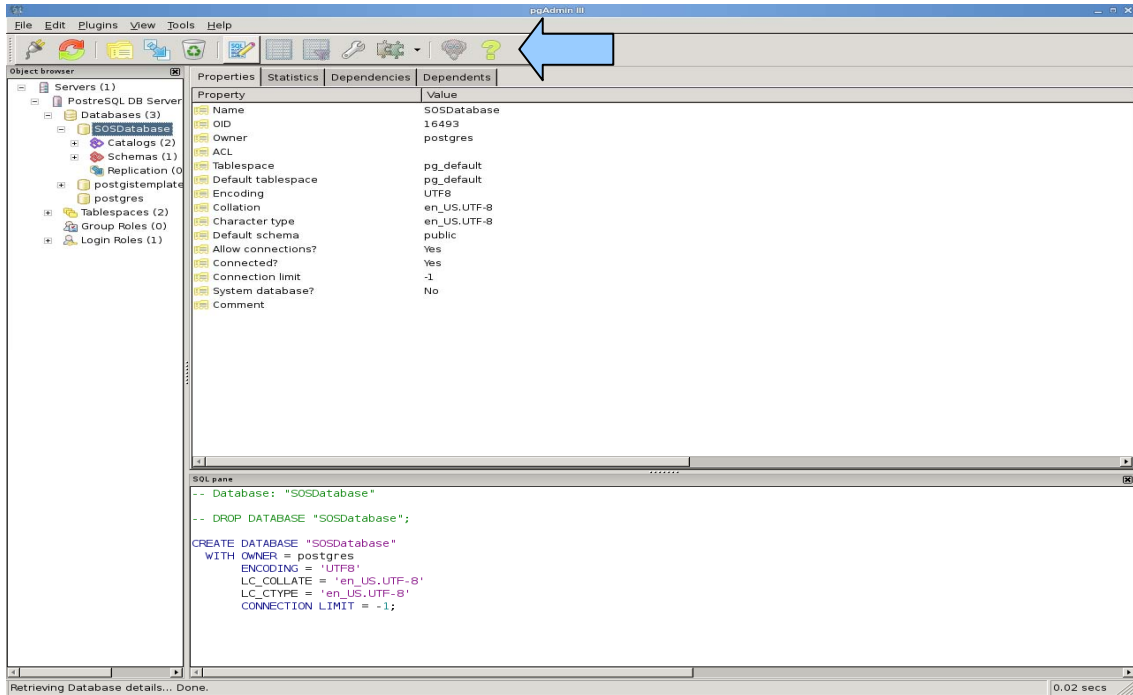 pgAdmin III
File Edit Plugins View Tools Help
SQL
Object browser
Servers (1)
PostreSQL DB Server
Databases (3)
SOSDatabase
Catalogs (2)
Schemas (1)
Replication (0
postgistemplate
postgres
Tablespaces (2)
Group Roles (0)
Login Roles (1)
Properties Statistics Dependencies Dependents
Property Value
Name SOSDatabase
OID 16493
Owner postgres
ACL
Tablespace pg_default
Default tablespace pg_default
Encoding UTF8
Collation en_US.UTF-8
Character type en_US.UTF-8
Default schema public
Allow connections? Yes
Connected? Yes
Connection limit -1
System database? No
Comment
SQL pane
-- Database: "SOSDatabase"
-- DROP DATABASE "SOSDatabase";
CREATE DATABASE "SOSDatabase"
WITH OWNER = postgres
ENCODING = 'UTF8'
LC_COLLATE = 'en_US.UTF-8'
LC_CTYPE = 'en_US.UTF-8'
CONNECTION LIMIT = -1;
Retrieving Database details... Done.
0.02 secs